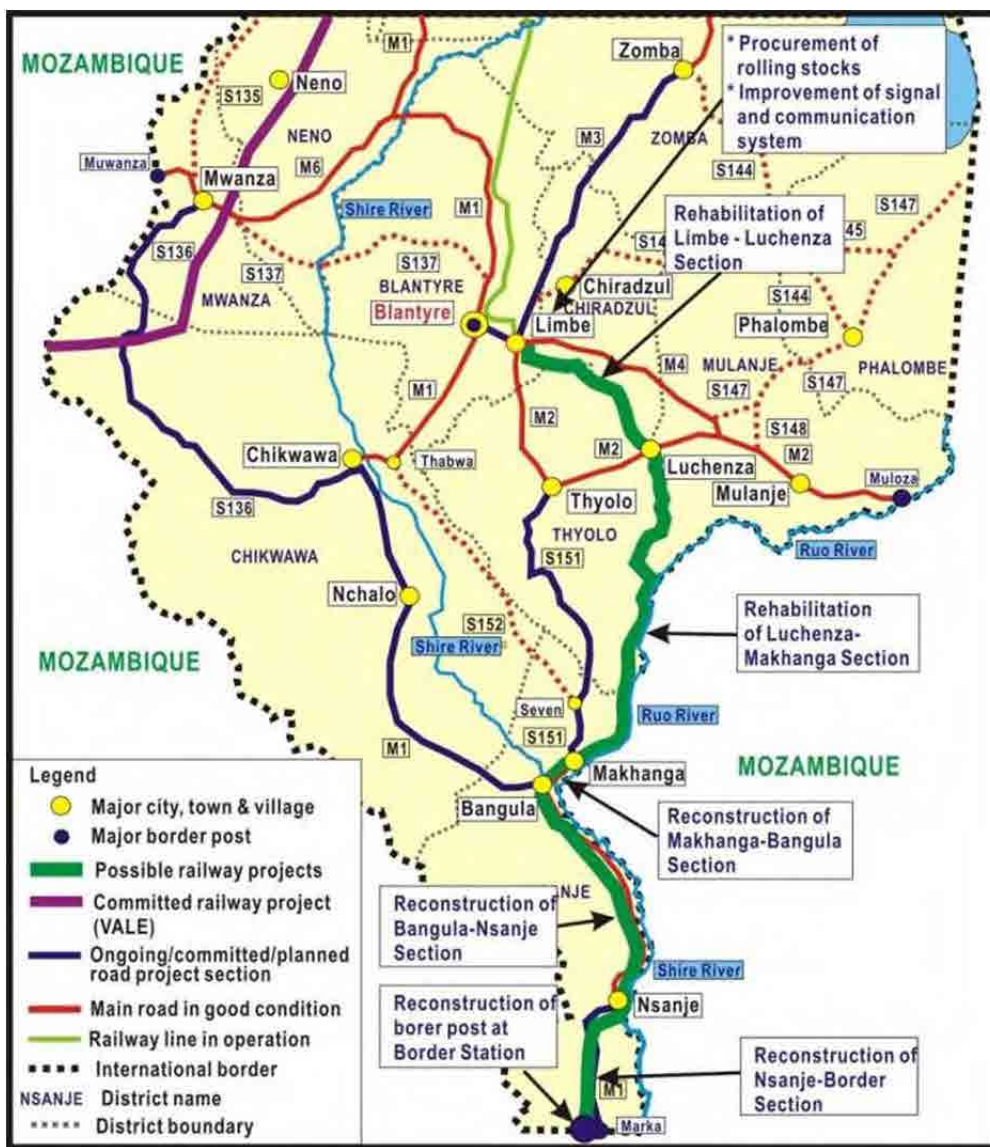 MOZAMBIQUE
Neno
S135
NENO
M1
Zomba
* Procurement of
rolling stocks
* Improvement of signal
and communication
system
M3
ZOMBA
Muwanza
Mwanza
M6
S144
Shire River
M1
Rehabilitation of
Limbe - Luchenza
Section
S147
S136
S137
S137
MWANZA
BLANTYRE
Chiradzul
CHIRADZUL
S144
Blantyre
Limbe
Phalombe
MULANJE
PHALOMBE
M1
M4
S147
S147
M2
S148
Chikwawa
Thabwa
M2
Luchenza
M2
Mulanje
Muloza
S136
Thyolo
THYOLO
CHIKWAWA
S151
Ruo River
Nchalo
S152
Shire River
Rehabilitation
of Luchenza-
Makhanga Section
MOZAMBIQUE
Seven
Ruo River
M1
S151
Makhanga
MOZAMBIQUE
Bangula
Reconstruction of
Makhanga-Bangula
Section
Legend
Major city, town & village
Major border post
Possible railway projects
Committed railway project
(VALE)
Ongoing/committed/planned
road project section
Main road in good condition
Railway line in operation
International border
NSANJE District name
District boundary
Reconstruction of
Bangula-Nsanje
Section
Shire River
Nsanje
Reconstruction of
borer post at
Border Station
Reconstruction of
Nsanje-Border
Section
M1
Marka